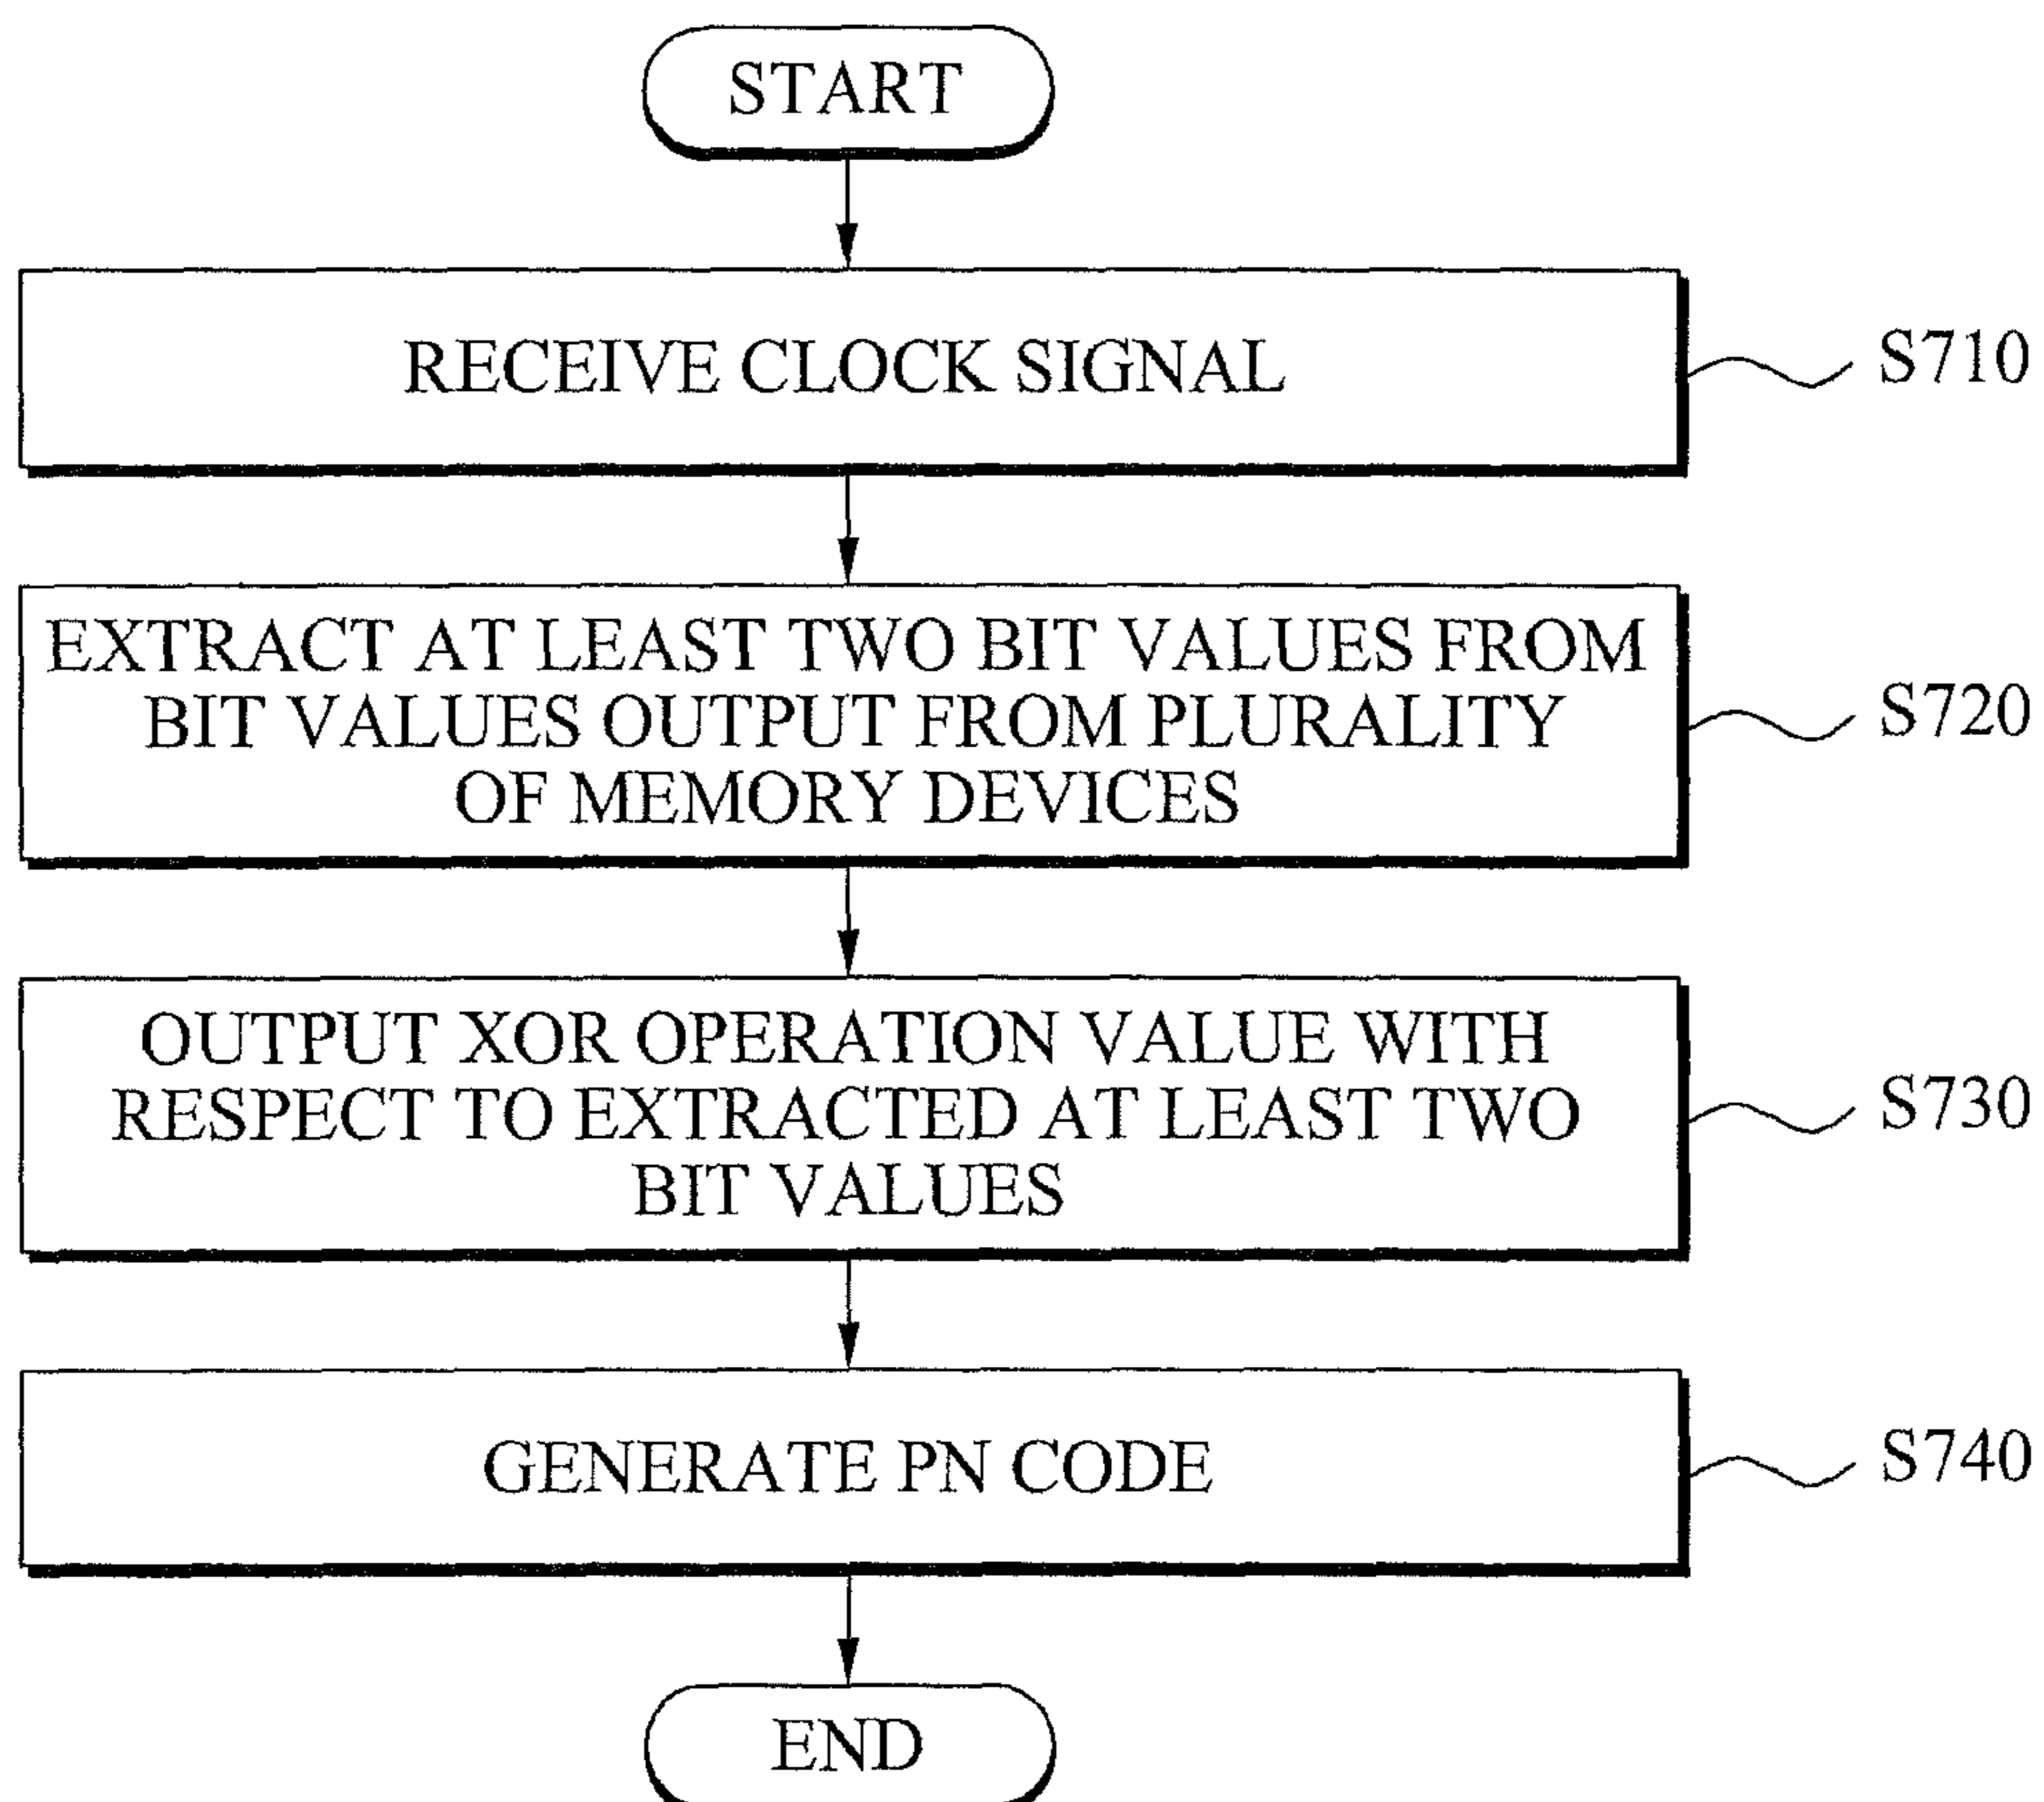 START
RECEIVE CLOCK SIGNAL
S710
EXTRACT AT LEAST TWO BIT VALUES FROM
BIT VALUES OUTPUT FROM PLURALITY
OF MEMORY DEVICES
S720
OUTPUT XOR OPERATION VALUE WITH
RESPECT TO EXTRACTED AT LEAST TWO
BIT VALUES
S730
GENERATE PN CODE
S740
END